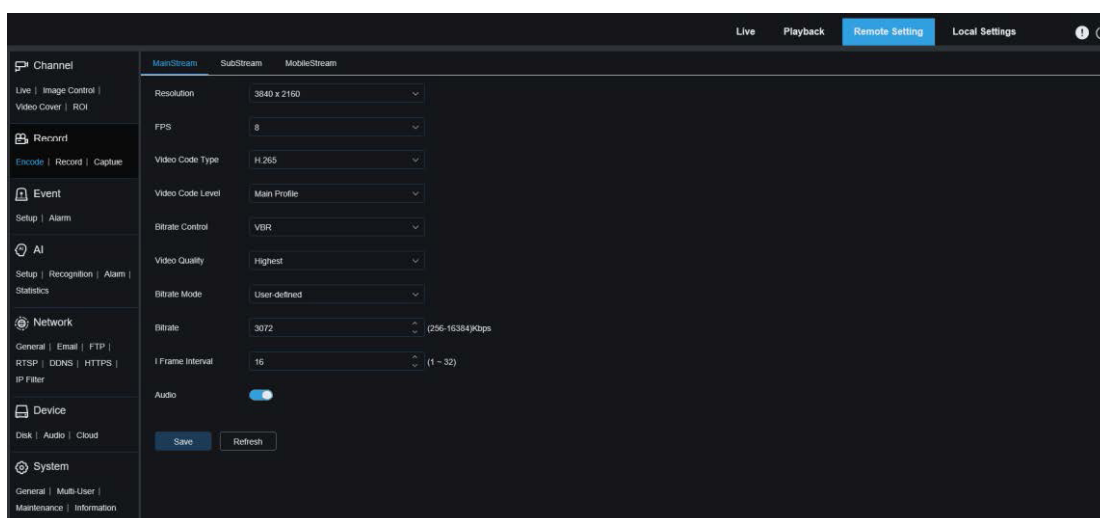 Live Playback Remote Setting Local Settings
Channel
Live | Image Control |
Video Cover | ROI
Record
Encode | Record | Capture
Event
Setup | Alarm
AI
Setup | Recognition | Alarm |
Statistics
Network
General | Email | FTP |
RTSP | DDNS | HTTPS |
IP Filter
Device
Disk | Audio | Cloud
System
General | Multi-User |
Maintenance | Information
MainStream SubStream MobileStream
Resolution 3840 x 2160
FPS 8
Video Code Type H.265
Video Code Level Main Profile
Bitrate Control VBR
Video Quality Highest
Bitrate Mode User-defined
Bitrate 3072 (256-16384)Kbps
I Frame Interval 16 (1 ~ 32)
Audio
Save Refresh